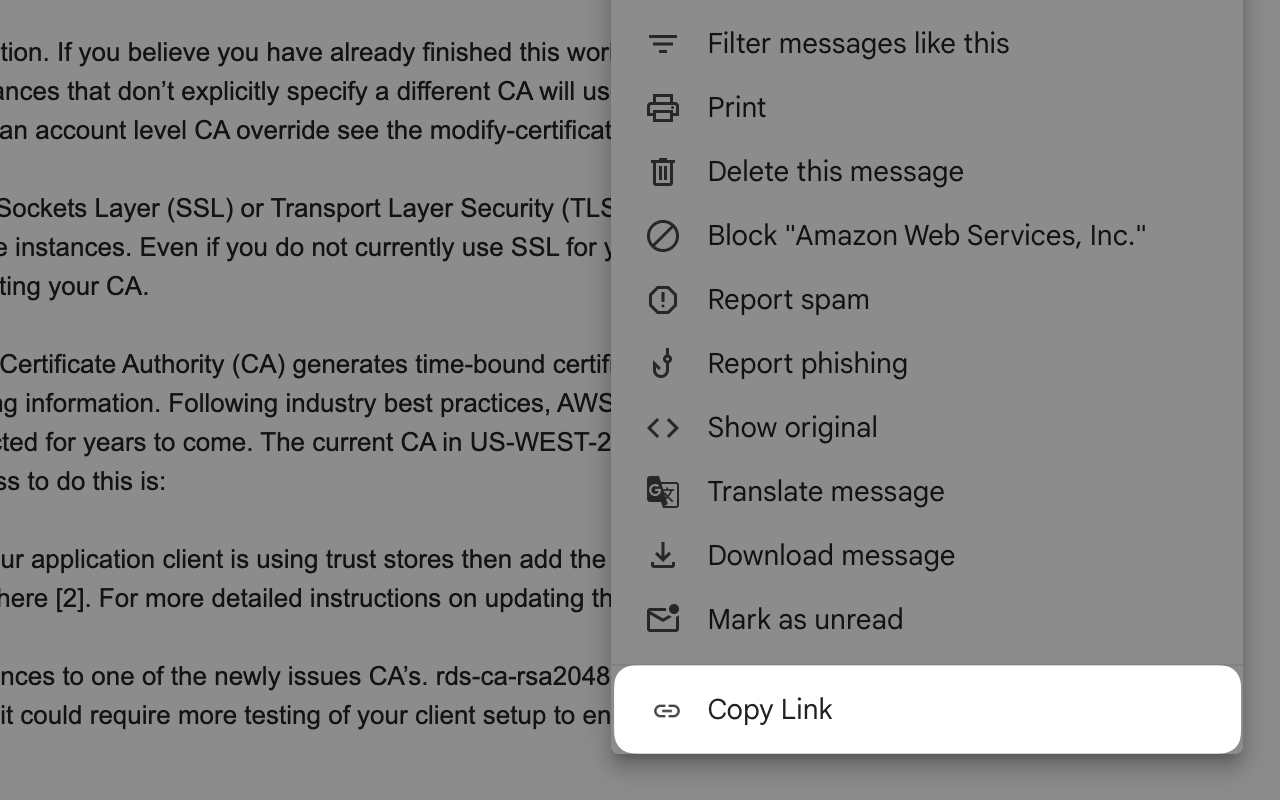 tion. If you believe you have already finished this wor
ances that don’t explicitly specify a different CA will us
an account level CA override see the modify-certificat
Sockets Layer (SSL) or Transport Layer Security (TLS
e instances. Even if you do not currently use SSL for y
ting your CA.
Certificate Authority (CA) generates time-bound certif
ng information. Following industry best practices, AWS
cted for years to come. The current CA in US-WEST-2
ss to do this is:
ur application client is using trust stores then add the
here [2]. For more detailed instructions on updating th
nces to one of the newly issues CA’s. rds-ca-rsa2048
it could require more testing of your client setup to en
Filter messages like this
Print
Delete this message
Block "Amazon Web Services, Inc."
Report spam
Report phishing
Show original
Translate message
Download message
Mark as unread
Copy Link